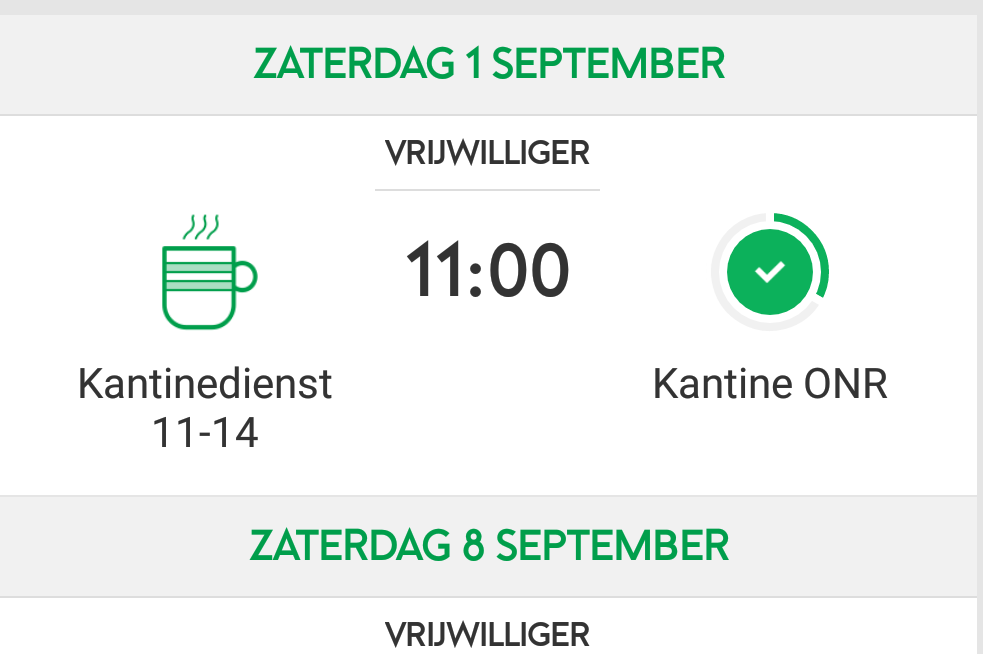 ZATERDAG 1 SEPTEMBER
VRIJWILLIGER
11:00
Kantinedienst
11-14
Kantine ONR
ZATERDAG 8 SEPTEMBER
VRIJWILLIGER